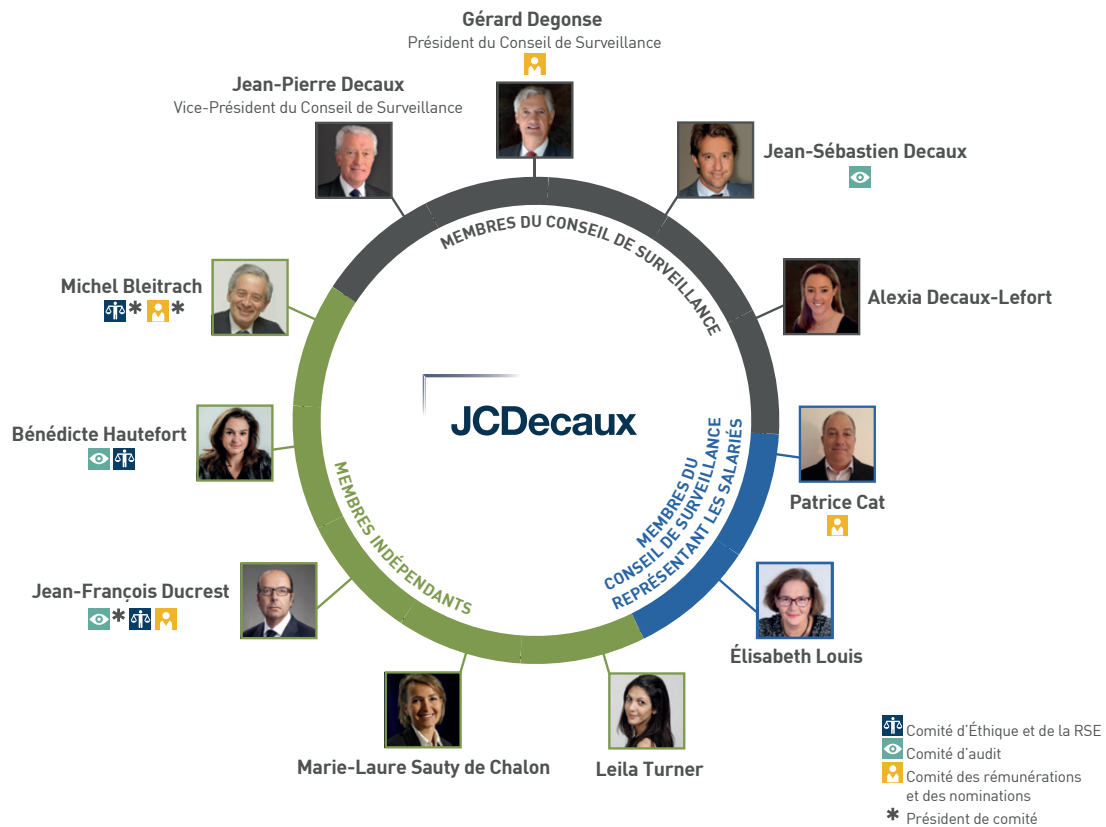 Gérard Degonse
Président du Conseil de Surveillance
Jean-Pierre Decaux
Vice-Président du Conseil de Surveillance
Jean-Sébastien Decaux
MEMBRES DU CONSEIL DE SURVEILLANCE
Michel Bleitrach
* *
Alexia Decaux-Lefort
JCDecaux
Bénédicte Hautefort
MEMBRES DU
CONSEIL DE SURVEILLANCE
REPRÉSENTANT LES SALARIÉS
Patrice Cat
MEMBRES INDÉPENDANTS
Jean-François Ducrest
*
Élisabeth Louis
Marie-Laure Sauty de Chalon
Leila Turner
Comité d'Éthique et de la RSE
Comité d'audit
Comité des rémunérations
et des nominations
* Président de comité